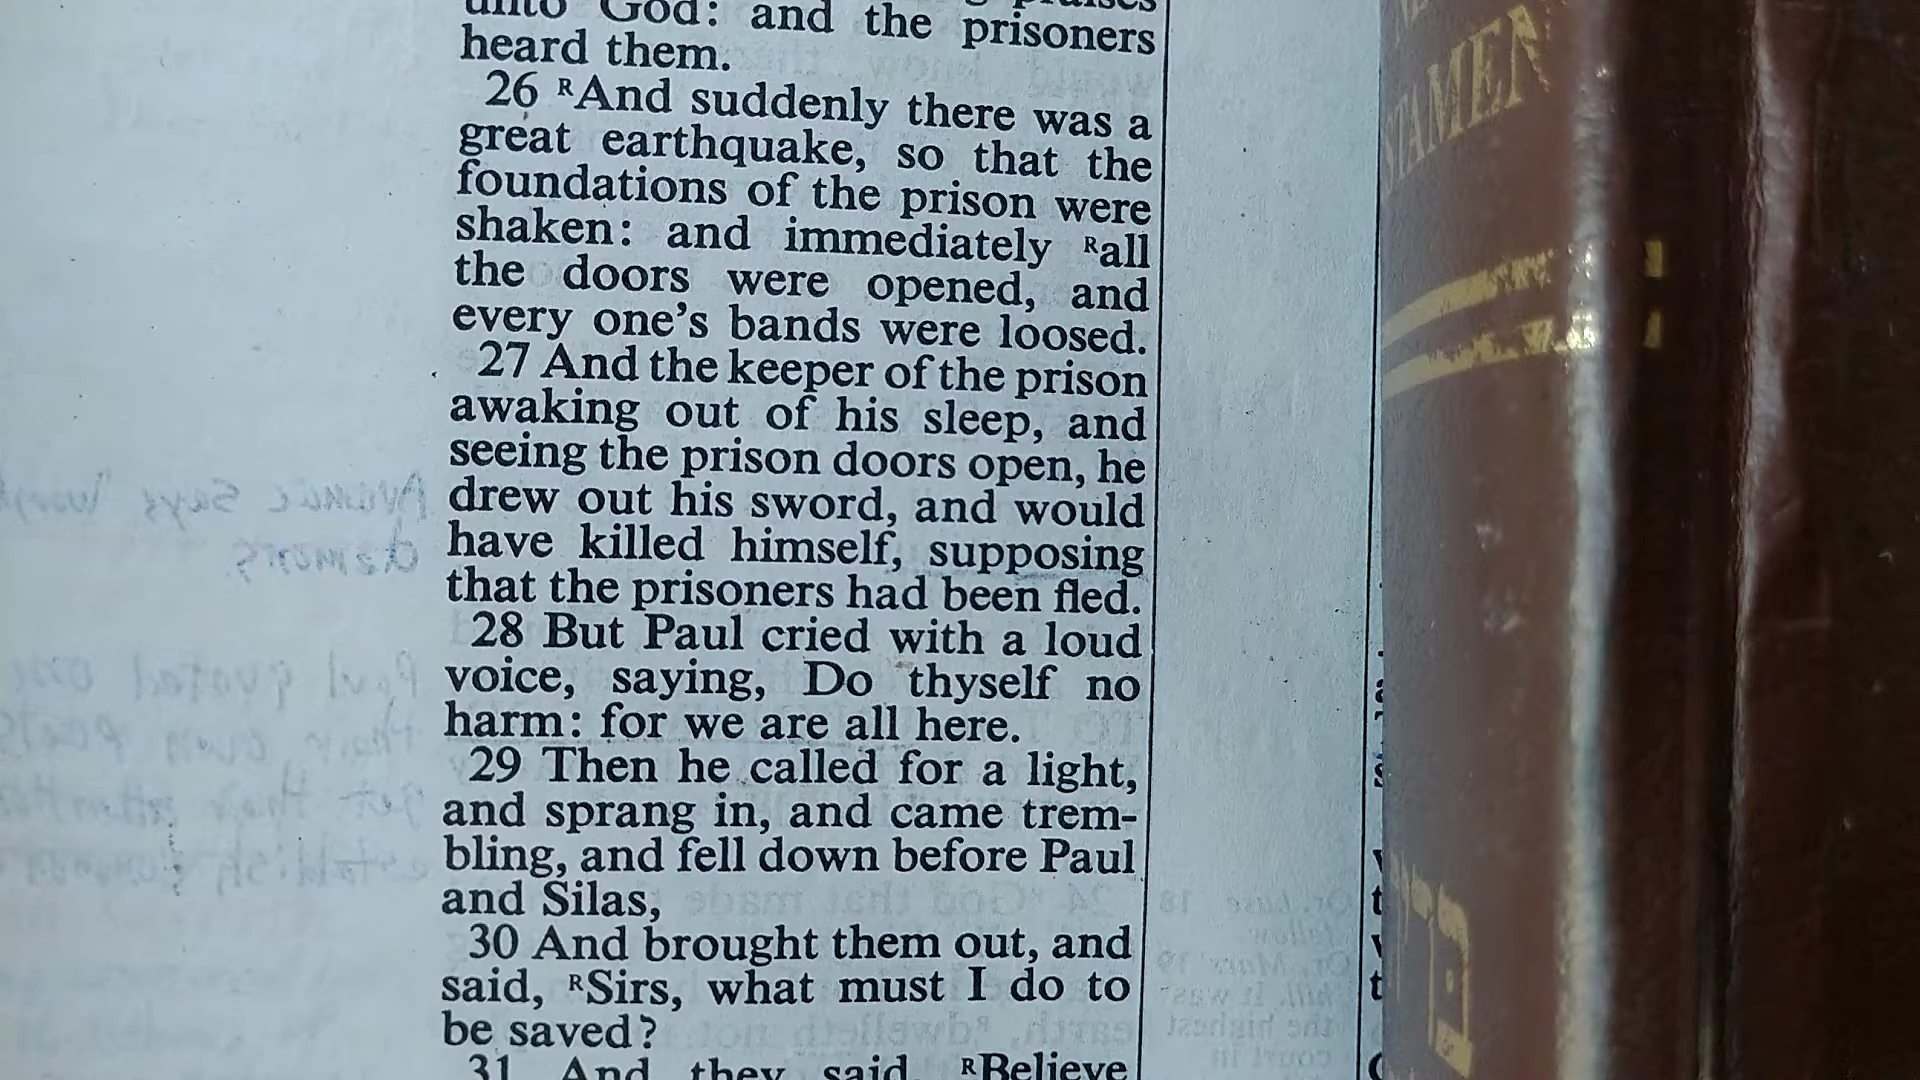 unto God: and the prisoners
heard them.
26 ᴿAnd suddenly there was a
great earthquake, so that the
foundations of the prison were
shaken: and immediately ᴿall
the doors were opened, and
every one's bands were loosed.
27 And the keeper of the prison
awaking out of his sleep, and
seeing the prison doors open, he
drew out his sword, and would
have killed himself, supposing
that the prisoners had been fled.
28 But Paul cried with a loud
voice, saying, Do thyself no
harm: for we are all here.
29 Then he called for a light,
and sprang in, and came trem-
bling, and fell down before Paul
and Silas,
30 And brought them out, and
said, ᴿSirs, what must I do to
be saved?
31 And they said, ᴿBelieve